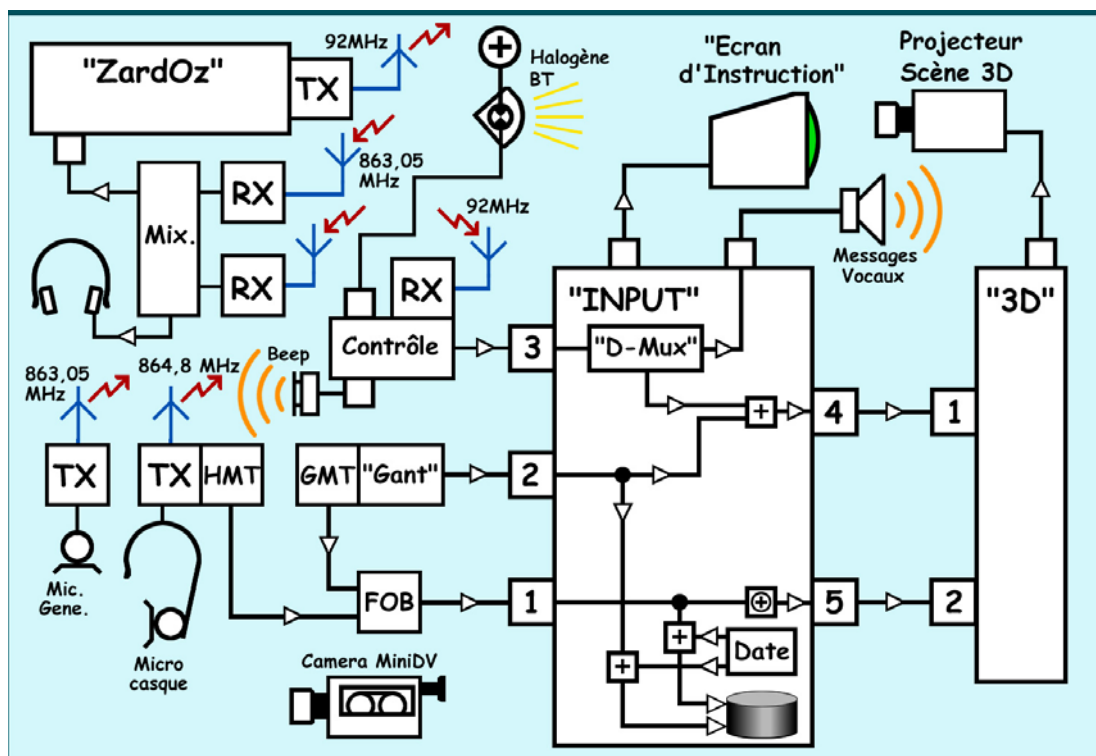 "ZardOz"
TX
92MHz
Halogène
BT
"Ecran
d'Instruction"
Projecteur
Scène 3D
863,05
MHz
RX
Mix.
RX
92MHz
RX
Messages
Vocaux
"INPUT"
"3D"
Contrôle
3
"D-Mux"
Beep
863,05
MHz
864,8 MHz
+
4
1
TX
TX
HMT
GMT
"Gant"
2
Mic.
Gene.
FOB
1
+
5
2
+
Date
+
Micro
casque
Camera MiniDV